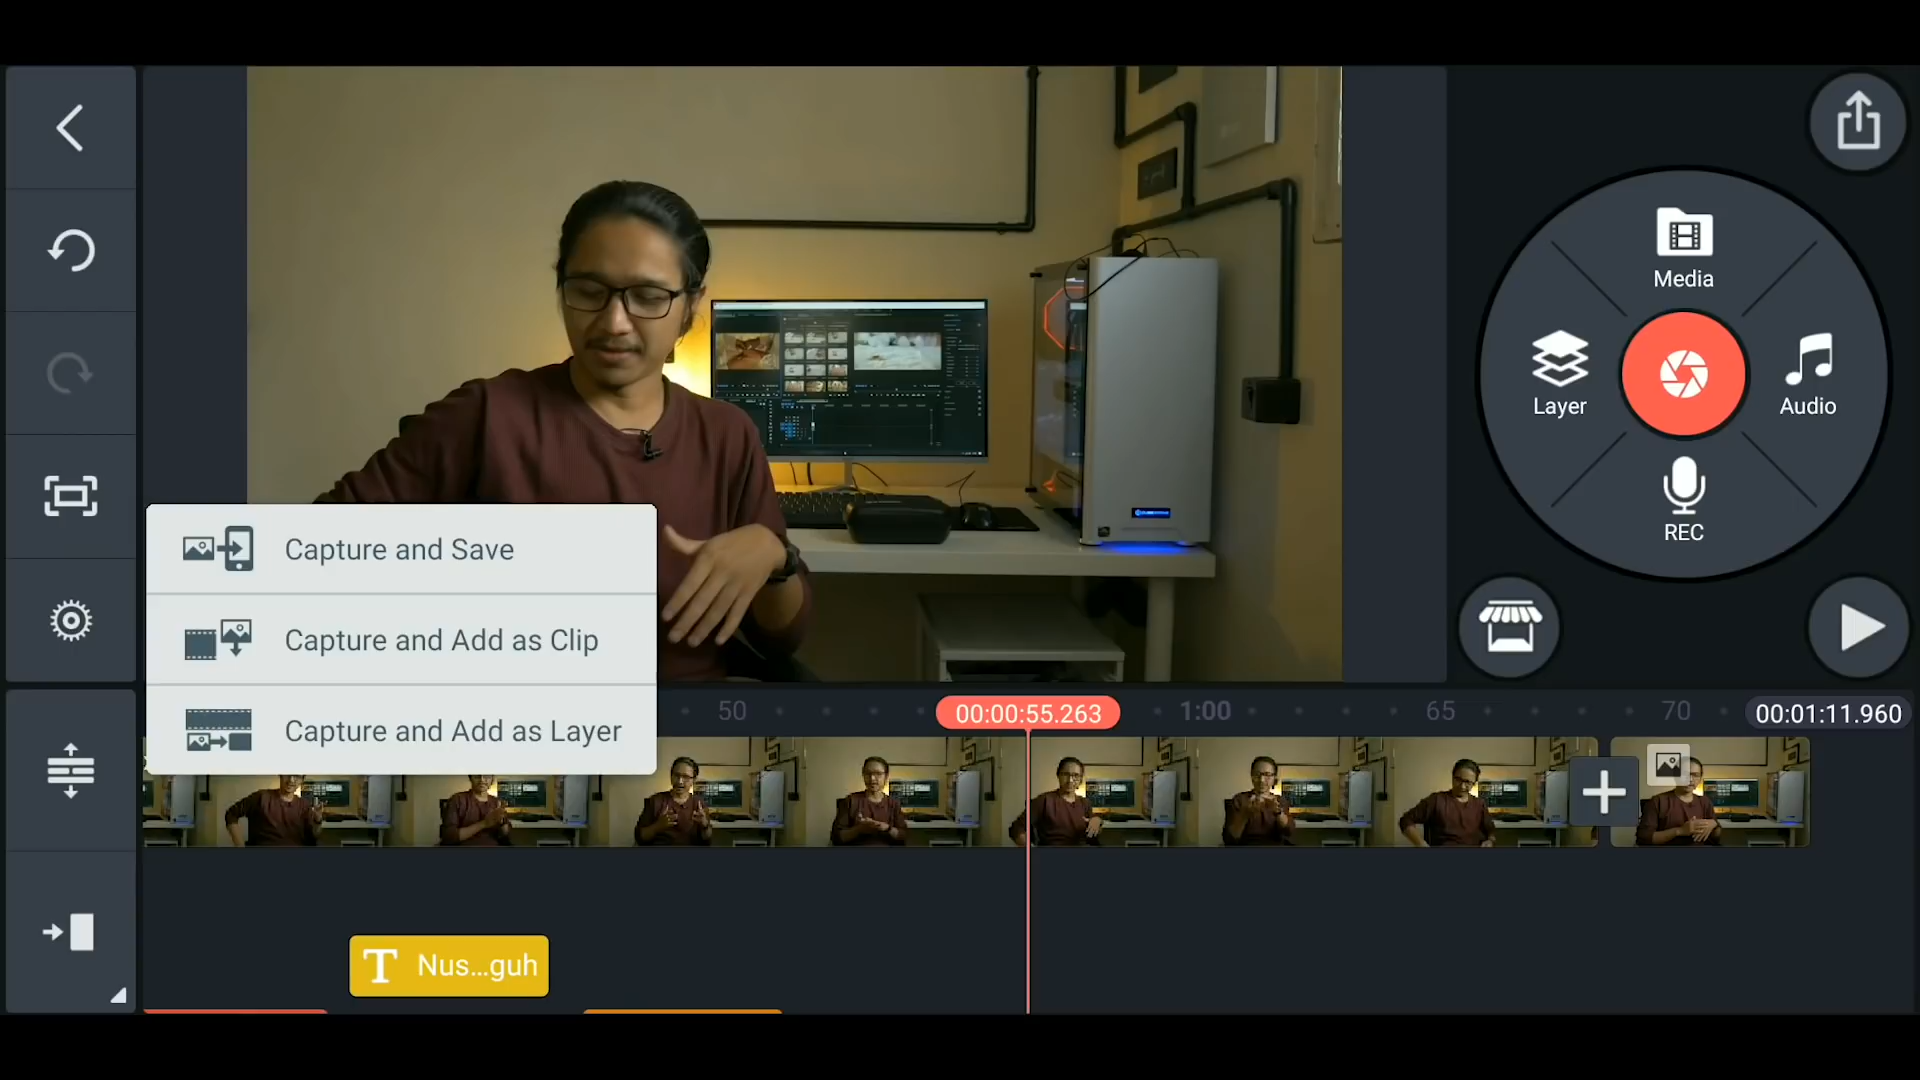 Media
Layer
Audio
REC
Capture and Save
Capture and Add as Clip
Capture and Add as Layer
50
00:00:55.263
1:00
65
70
00:01:11.960
T Nus...guh